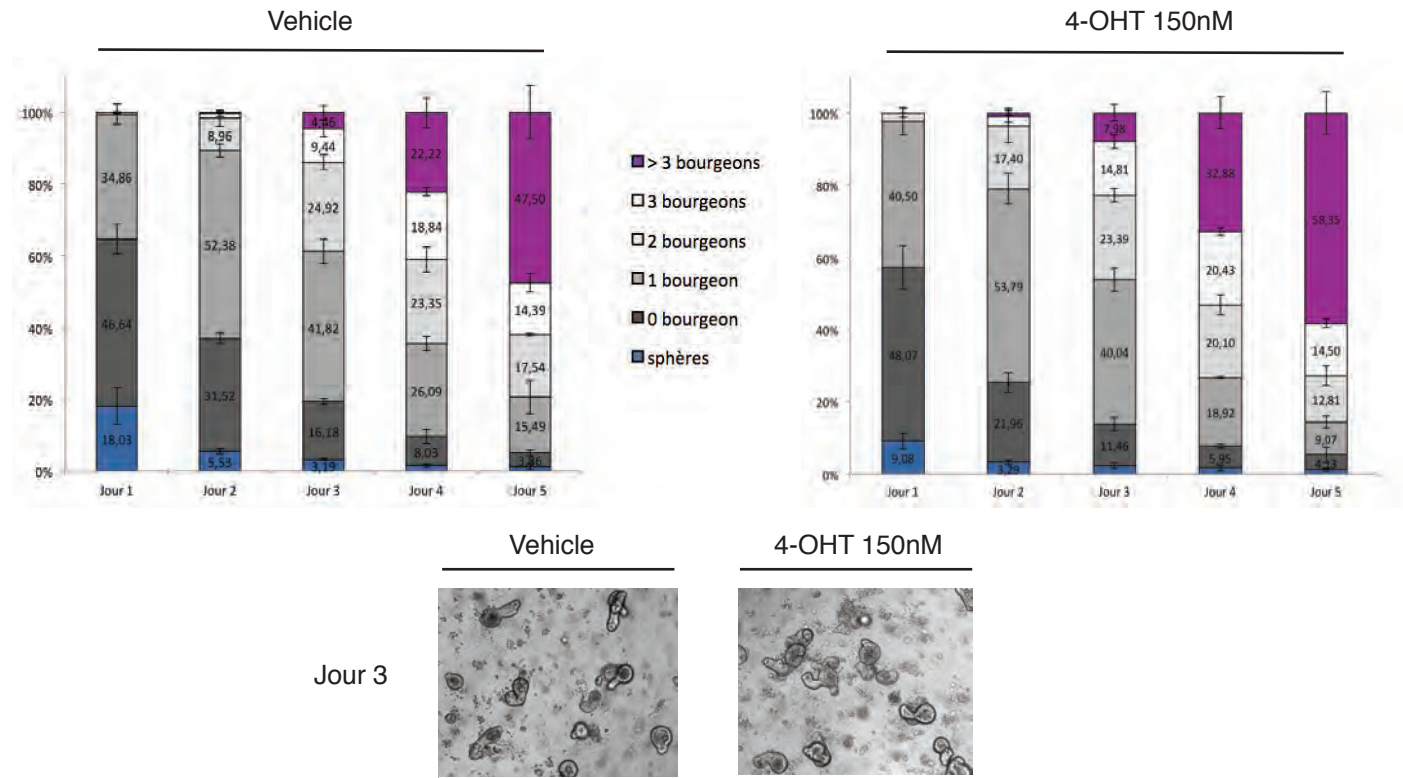 Vehicle
4-OHT 150nM
100%
80%
60%
40%
20%
0%
34,86
46,64
18,03
8,96
52,38
31,52
5,53
4,46
9,44
24,92
41,82
16,18
3,19
22,22
18,84
23,35
26,09
8,03
47,50
14,39
17,54
15,49
Jour 1
Jour 2
Jour 3
Jour 4
Jour 5
> 3 bourgeons
3 bourgeons
2 bourgeons
1 bourgeon
0 bourgeon
sphères
100%
80%
60%
40%
20%
0%
40,50
48,07
9,08
17,40
53,79
21,96
3,29
7,98
14,81
23,39
40,04
11,46
32,88
20,43
20,10
18,92
5,95
58,35
14,50
12,81
9,07
Jour 1
Jour 2
Jour 3
Jour 4
Jour 5
Vehicle
4-OHT 150nM
Jour 3